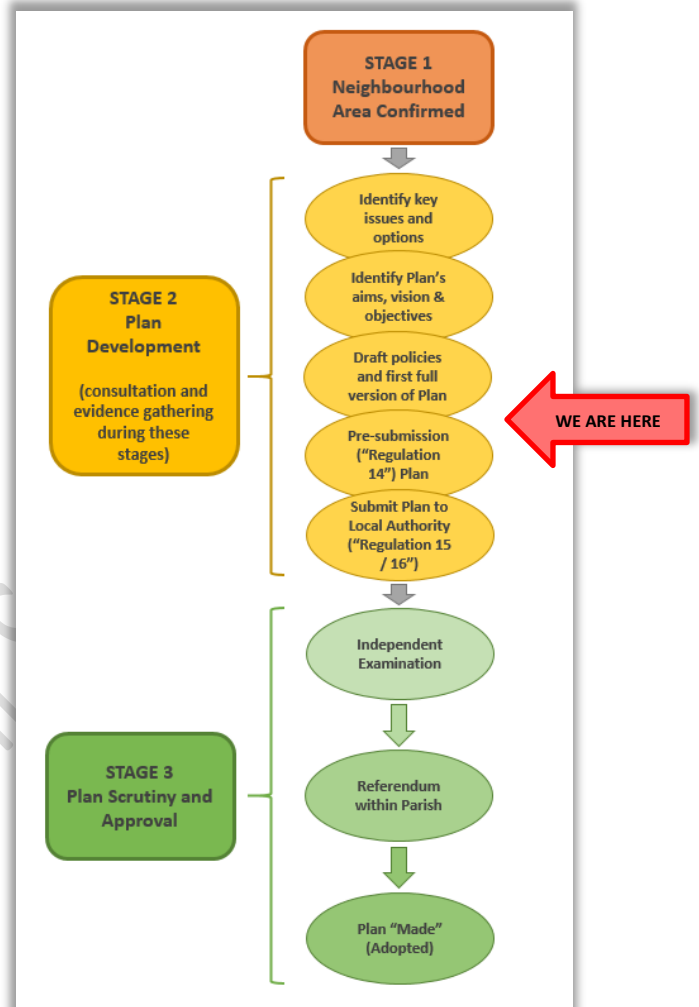 STAGE 1
Neighbourhood
Area Confirmed
Identify key
issues and
options
Identify Plan's
aims, vision &
objectives
STAGE 2
Plan
Development
(consultation and
evidence gathering
during these
stages)
Draft policies
and first full
version of Plan
WE ARE HERE
Pre-submission
("Regulation
14") Plan
Submit Plan to
Local Authority
("Regulation 15
/ 16")
Independent
Examination
STAGE 3
Plan Scrutiny and
Approval
Referendum
within Parish
Plan "Made"
(Adopted)